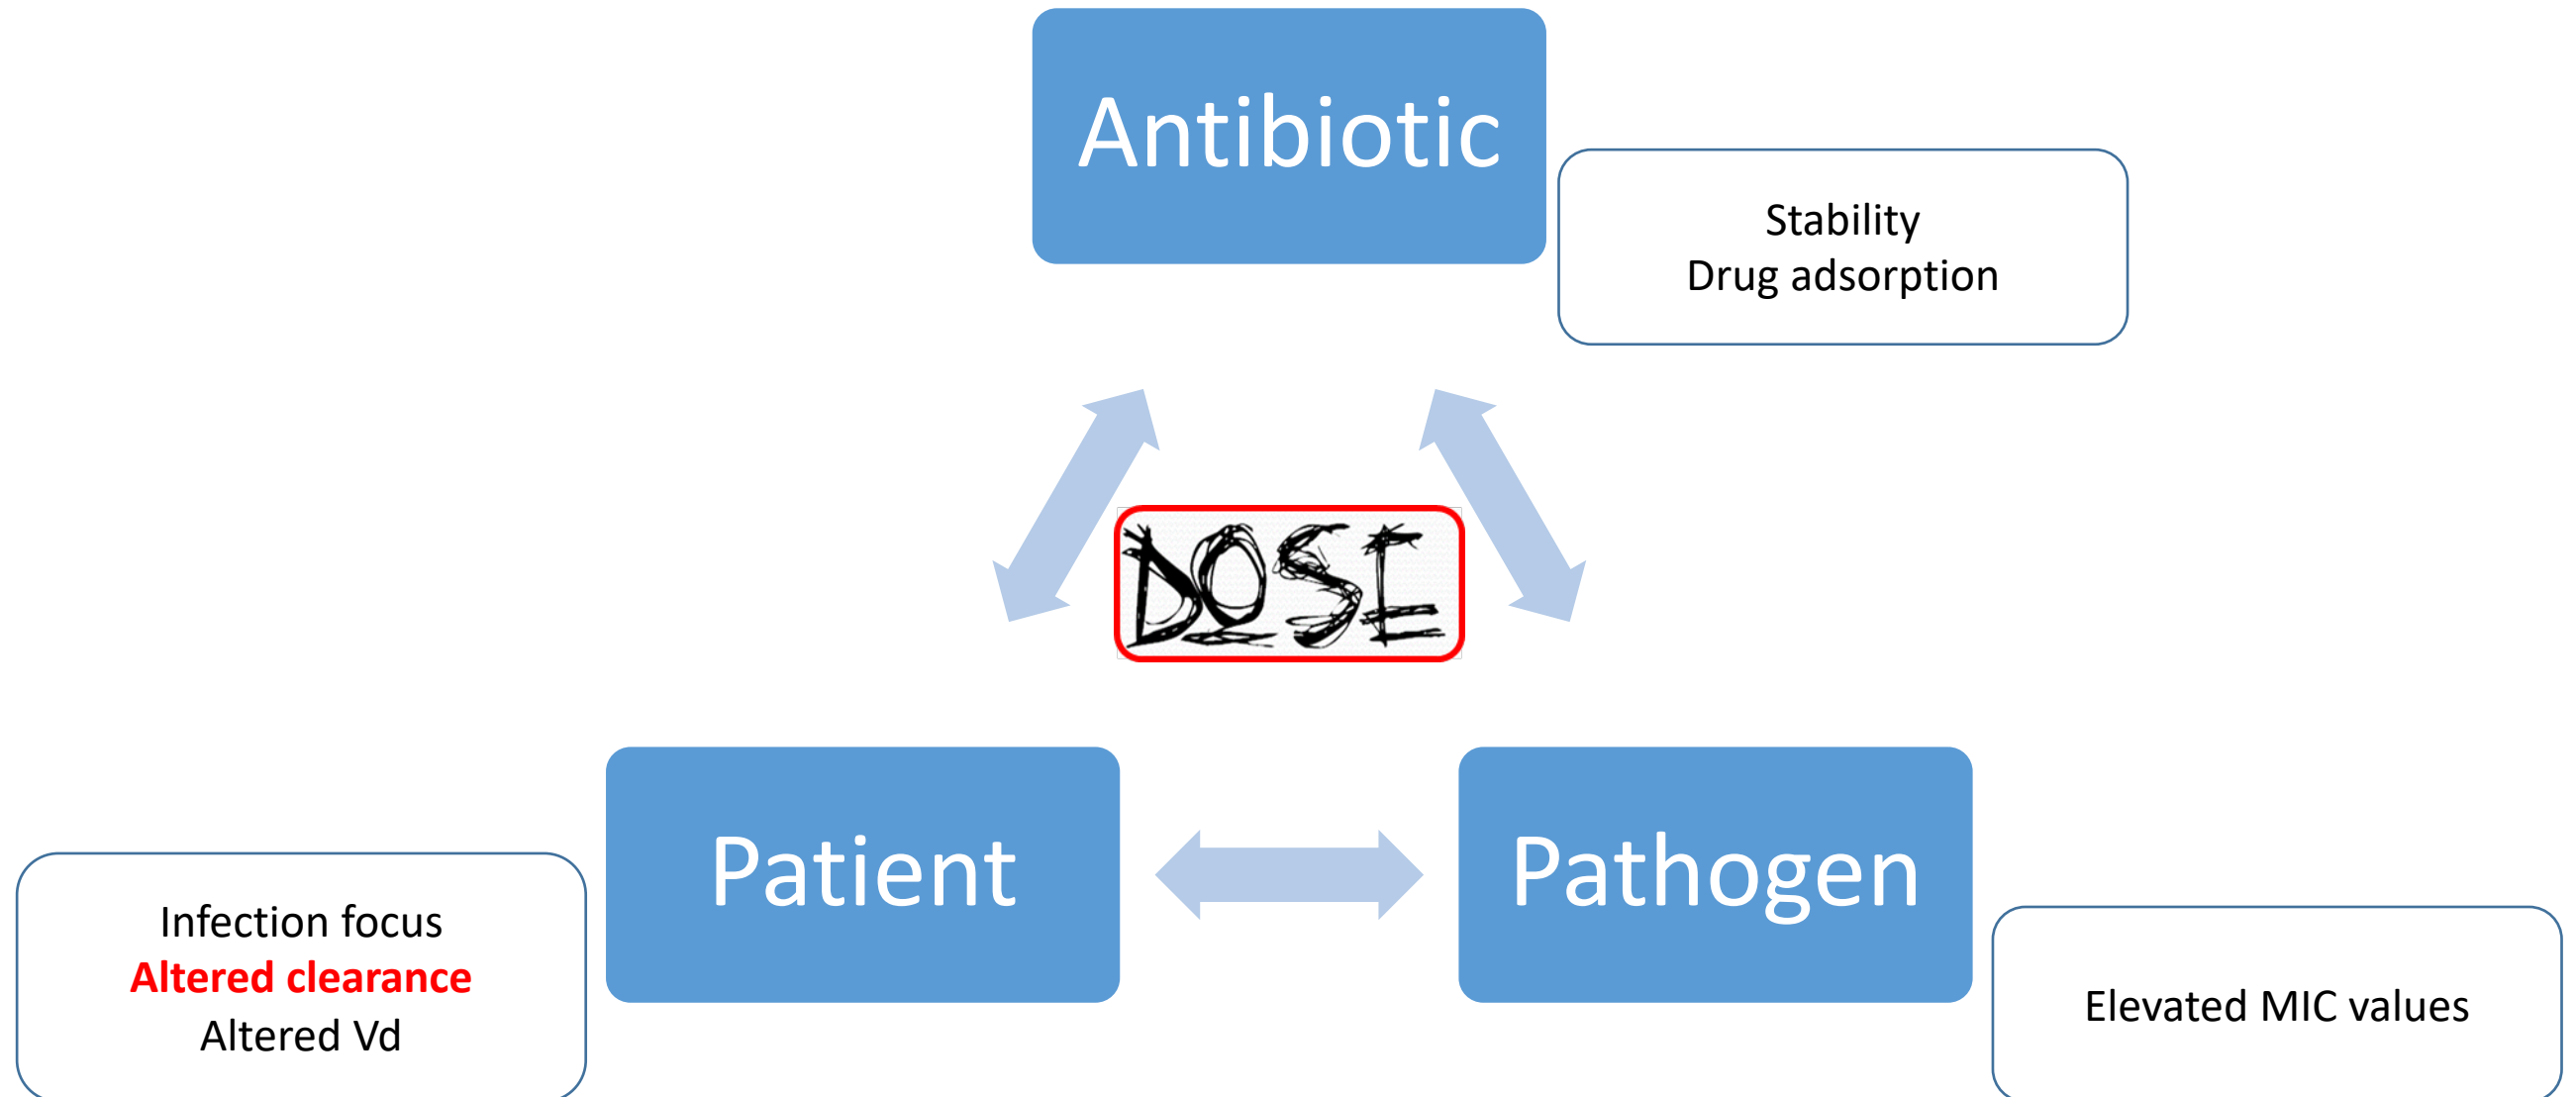 Antibiotic
Stability
Drug adsorption
DOSE
Patient
Infection focus
Altered clearance
Altered Vd
Pathogen
Elevated MIC values